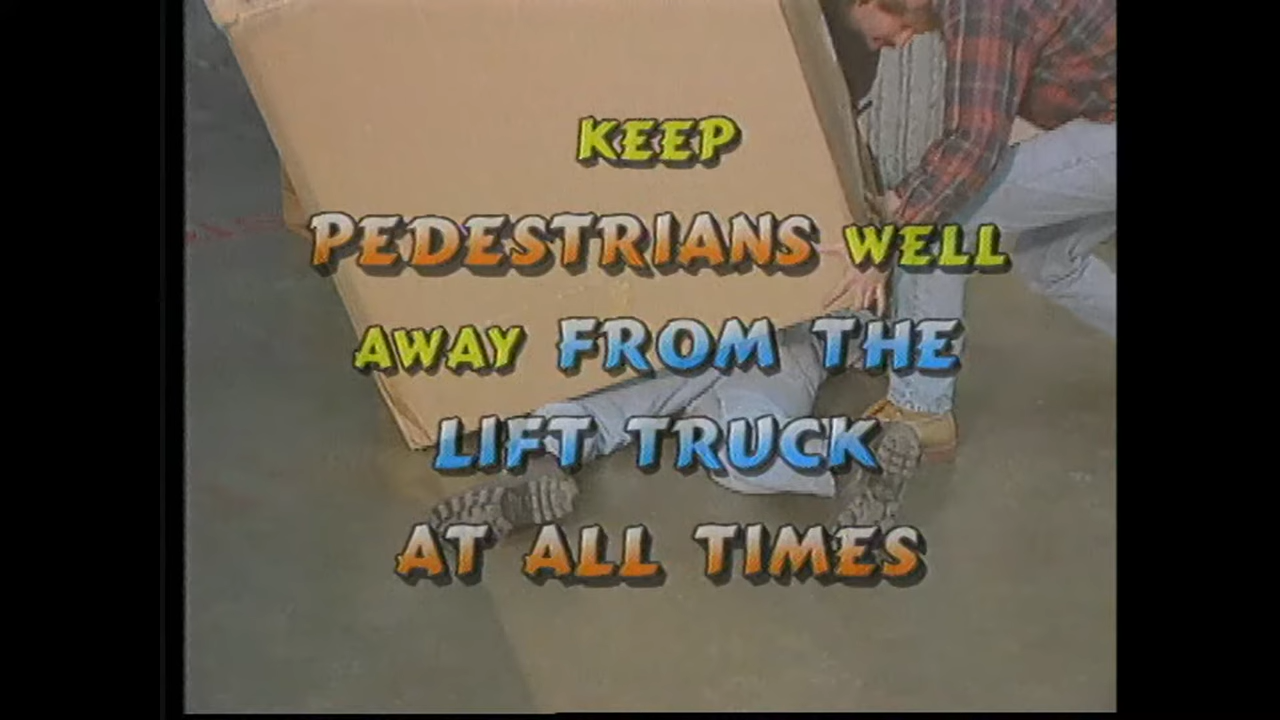 KEEP
PEDESTRIANS WELL
AWAY FROM THE
LIFT TRUCK
AT ALL TIMES